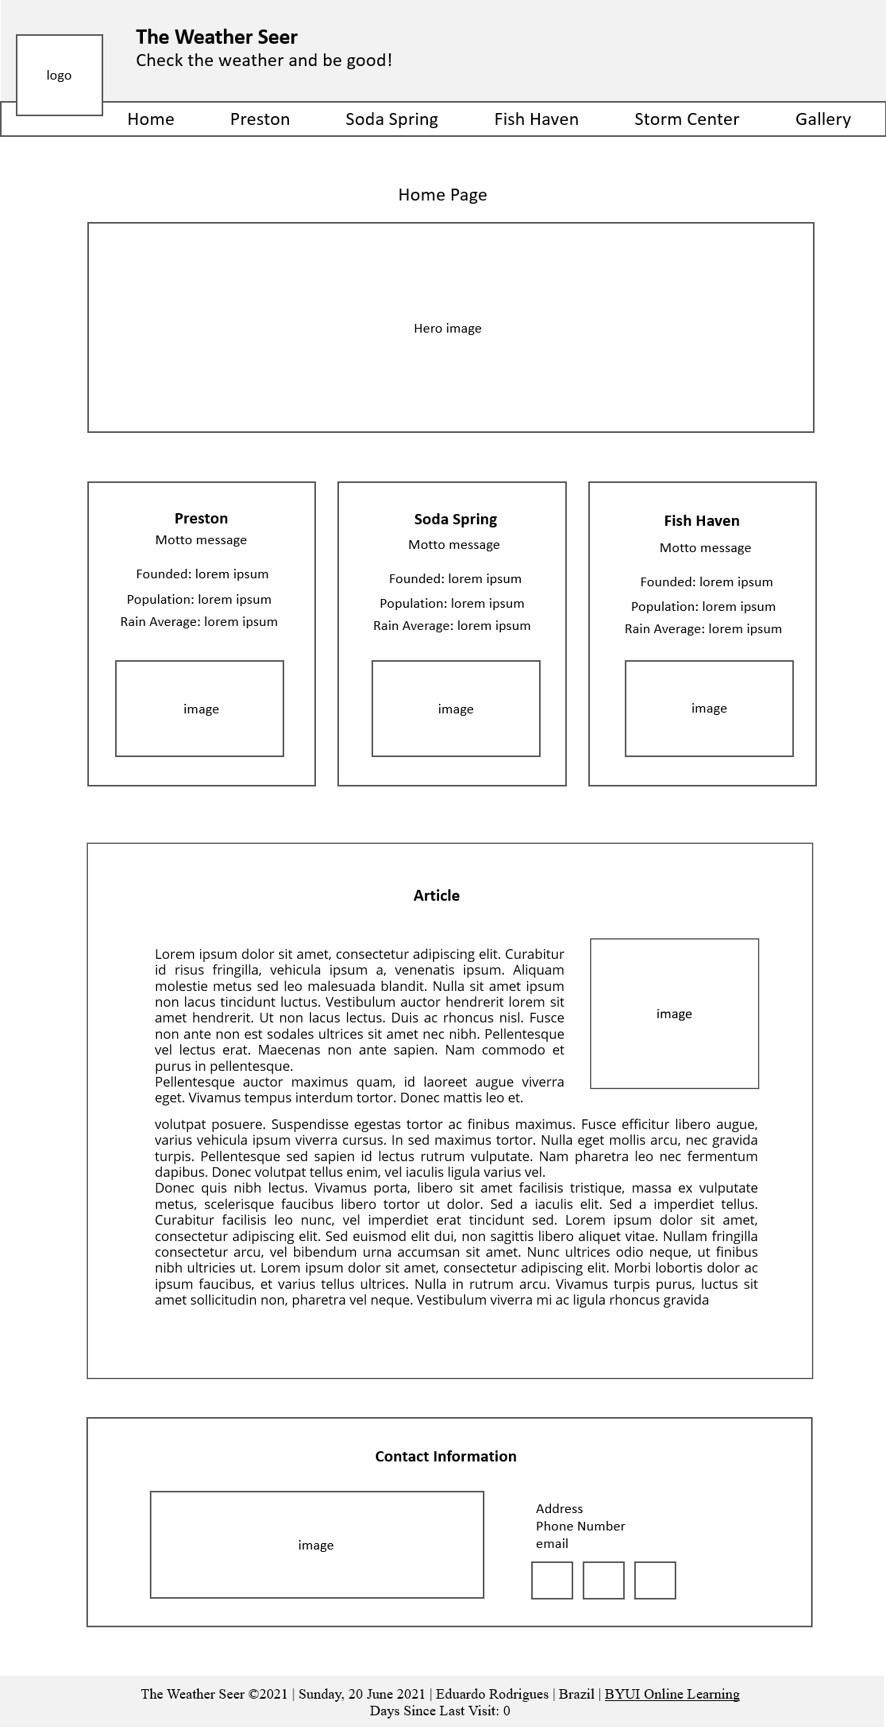 The Weather Seer
Check the weather and be good!
logo
Home Preston Soda Spring Fish Haven Storm Center Gallery
Home Page
Hero image
Preston
Motto message
Founded: lorem ipsum
Population: lorem ipsum
Rain Average: lorem ipsum
image
Soda Spring
Motto message
Founded: lorem ipsum
Population: lorem ipsum
Rain Average: lorem ipsum
image
Fish Haven
Motto message
Founded: lorem ipsum
Population: lorem ipsum
Rain Average: lorem ipsum
image
Article
Lorem ipsum dolor sit amet, consectetur adipiscing elit. Curabitur
id risus fringilla, vehicula ipsum a, venenatis ipsum. Aliquam
molestie metus sed leo malesuada blandit. Nulla sit amet ipsum
non lacus tincidunt luctus. Vestibulum auctor hendrerit lorem sit
amet hendrerit. Ut non lacus lectus. Duis ac rhoncus nisl. Fusce
non ante non est sodales ultrices sit amet nec nibh. Pellentesque
vel lectus erat. Maecenas non ante sapien. Nam commodo et
purus in pellentesque.
Pellentesque auctor maximus quam, id laoreet augue viverra
eget. Vivamus tempus interdum tortor. Donec mattis leo et.
image
volutpat posuere. Suspendisse egestas tortor ac finibus maximus. Fusce efficitur libero augue,
varius vehicula ipsum viverra cursus. In sed maximus tortor. Nulla eget mollis arcu, nec gravida
turpis. Pellentesque sed sapien id lectus rutrum vulputate. Nam pharetra leo nec fermentum
dapibus. Donec volutpat tellus enim, vel iaculis ligula varius vel.
Donec quis nibh lectus. Vivamus porta, libero sit amet facilisis tristique, massa ex vulputate
metus, scelerisque faucibus libero tortor ut dolor. Sed a iaculis elit. Sed a imperdiet tellus.
Curabitur facilisis leo nunc, vel imperdiet erat tincidunt sed. Lorem ipsum dolor sit amet,
consectetur adipiscing elit. Sed euismod elit dui, non sagittis libero aliquet vitae. Nullam fringilla
consectetur arcu, vel bibendum urna accumsan sit amet. Nunc ultrices odio neque, ut finibus
nibh ultricies ut. Lorem ipsum dolor sit amet, consectetur adipiscing elit. Morbi lobortis dolor ac
ipsum faucibus, et varius tellus ultrices. Nulla in rutrum arcu. Vivamus turpis purus, luctus sit
amet sollicitudin non, pharetra vel neque. Vestibulum viverra mi ac ligula rhoncus gravida
Contact Information
image
Address
Phone Number
email
The Weather Seer ©2021 | Sunday, 20 June 2021 | Eduardo Rodrigues | Brazil | BYUI Online Learning
Days Since Last Visit: 0